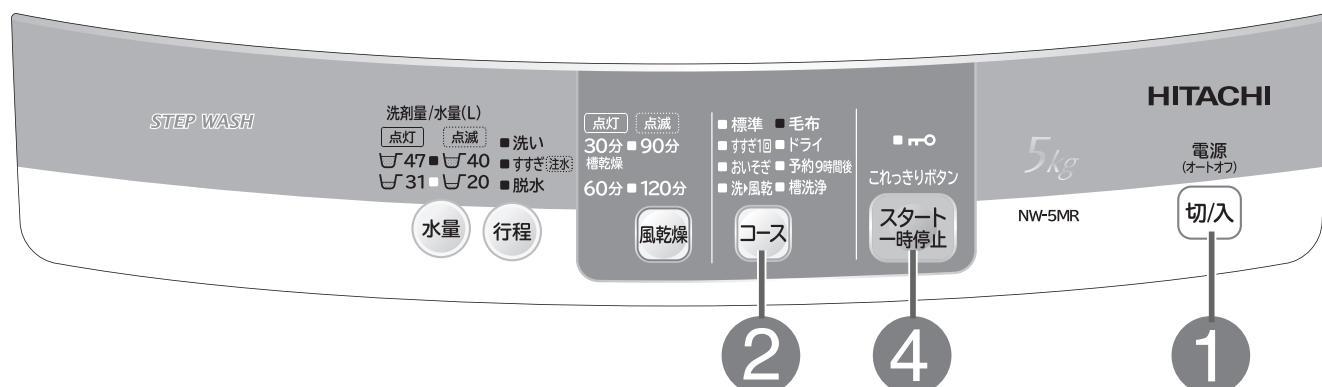 STEP WASH
洗剤量/水量(L)
点灯 点滅
47 40
31 20
水量
洗い
すすぎ 注水
脱水
行程
点灯 点滅
30分 90分
槽乾燥
60分 120分
風乾燥
標準 毛布
すすぎ1回 ドライ
おいそぎ 予約9時間後
洗▶風乾 槽洗浄
コース
これっきりボタン
スタート
一時停止
5kg
NW-5MR
HITACHI
電源
(オートオフ)
切/入
2
4
1